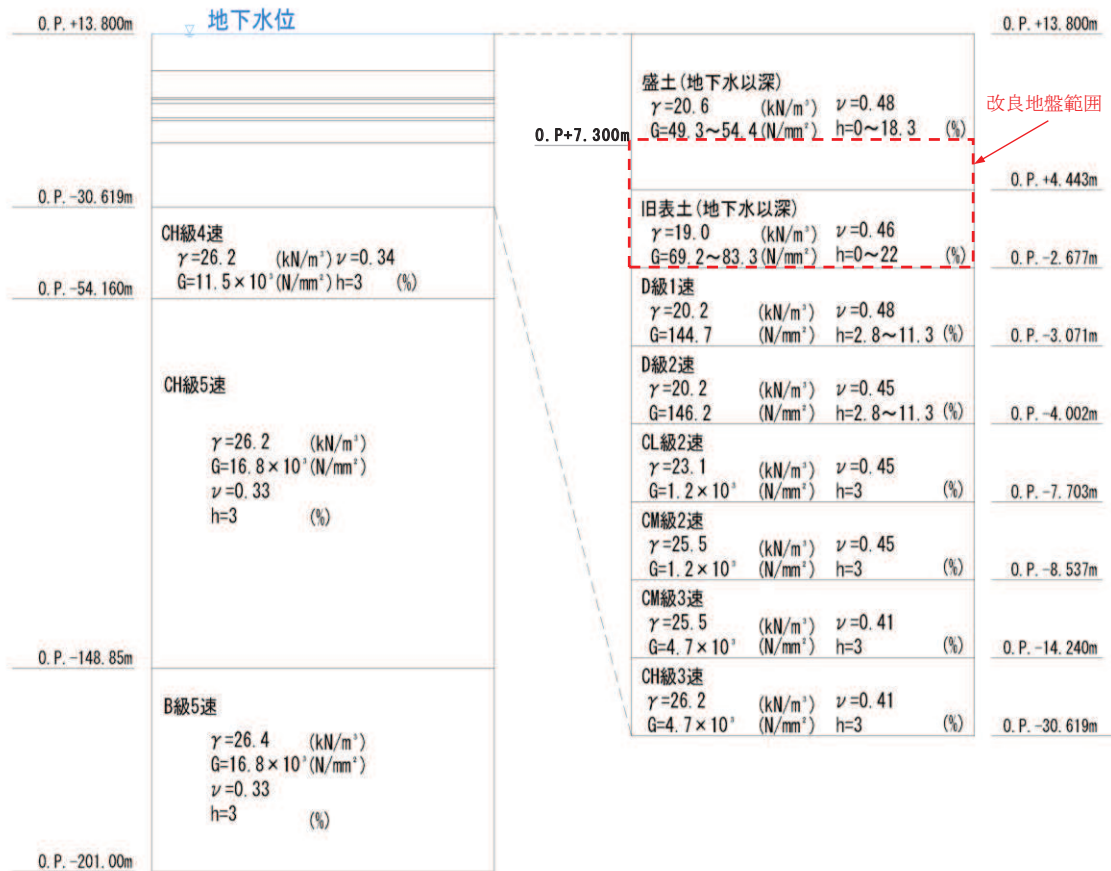 地下水位
O.P.+13.800m
O.P.-30.619m
CH級4速
γ=26.2 (kN/m³) ν=0.34
G=11.5×10³(N/mm²) h=3 (%)
O.P.-54.160m
CH級5速
γ=26.2 (kN/m³)
G=16.8×10³(N/mm²)
ν=0.33
h=3 (%)
O.P.-148.85m
B級5速
γ=26.4 (kN/m³)
G=16.8×10³(N/mm²)
ν=0.33
h=3 (%)
O.P.-201.00m
O.P.+13.800m
盛土(地下水以深)
γ=20.6 (kN/m³) ν=0.48
G=49.3～54.4(N/mm²) h=0～18.3 (%)
改良地盤範囲
O.P+7.300m
O.P.+4.443m
旧表土(地下水以深)
γ=19.0 (kN/m³) ν=0.46
G=69.2～83.3(N/mm²) h=0～22 (%)
O.P.-2.677m
D級1速
γ=20.2 (kN/m³) ν=0.48
G=144.7 (N/mm²) h=2.8～11.3 (%)
O.P.-3.071m
D級2速
γ=20.2 (kN/m³) ν=0.45
G=146.2 (N/mm²) h=2.8～11.3 (%)
O.P.-4.002m
CL級2速
γ=23.1 (kN/m³) ν=0.45
G=1.2×10³ (N/mm²) h=3 (%)
O.P.-7.703m
CM級2速
γ=25.5 (kN/m³) ν=0.45
G=1.2×10³ (N/mm²) h=3 (%)
O.P.-8.537m
CM級3速
γ=25.5 (kN/m³) ν=0.41
G=4.7×10³ (N/mm²) h=3 (%)
O.P.-14.240m
CH級3速
γ=26.2 (kN/m³) ν=0.41
G=4.7×10³ (N/mm²) h=3 (%)
O.P.-30.619m